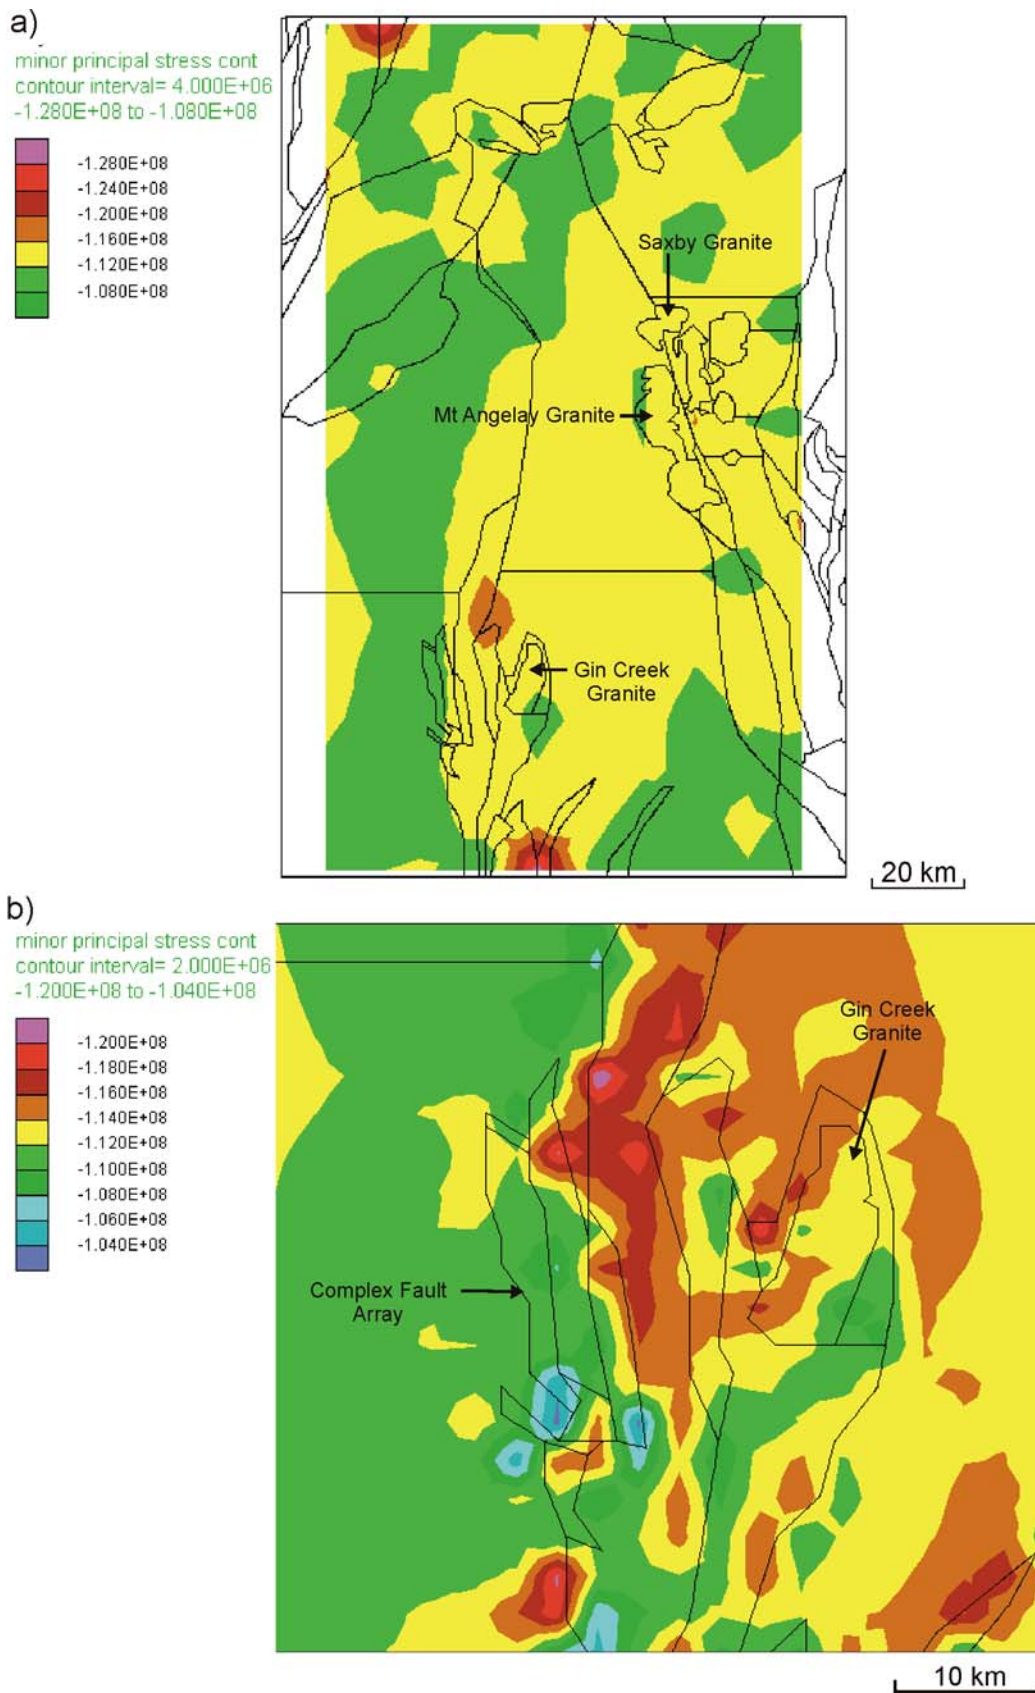 a)
minor principal stress cont
contour interval= 4.000E+06
-1.280E+08 to -1.080E+08
-1.280E+08
-1.240E+08
-1.200E+08
-1.160E+08
-1.120E+08
-1.080E+08
Saxby Granite
Mt Angelay Granite
Gin Creek
Granite
20 km
b)
minor principal stress cont
contour interval= 2.000E+06
-1.200E+08 to -1.040E+08
-1.200E+08
-1.180E+08
-1.160E+08
-1.140E+08
-1.120E+08
-1.100E+08
-1.080E+08
-1.060E+08
-1.040E+08
Gin Creek
Granite
Complex Fault
Array
10 km